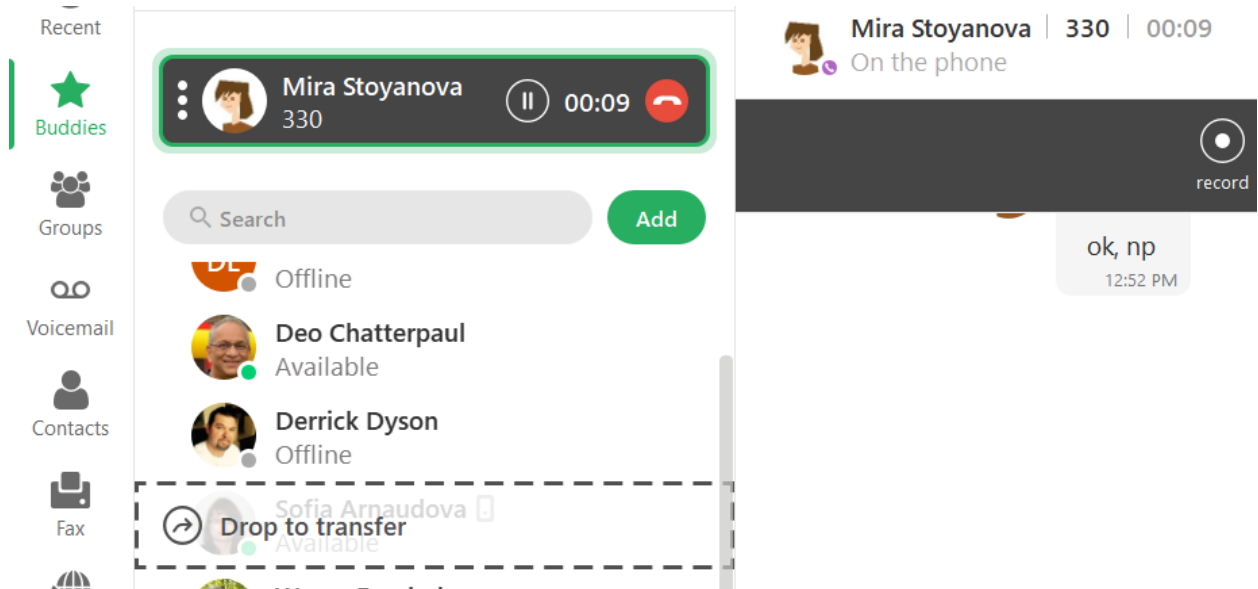 Recent
Buddies
Groups
Voicemail
Contacts
Fax
Mira Stoyanova
330
00:09
Search
Add
Offline
Deo Chatterpaul
Available
Derrick Dyson
Offline
Sofia Arnaudova
Drop to transfer
Available
Mira Stoyanova 330 00:09
On the phone
record
ok, np
12:52 PM